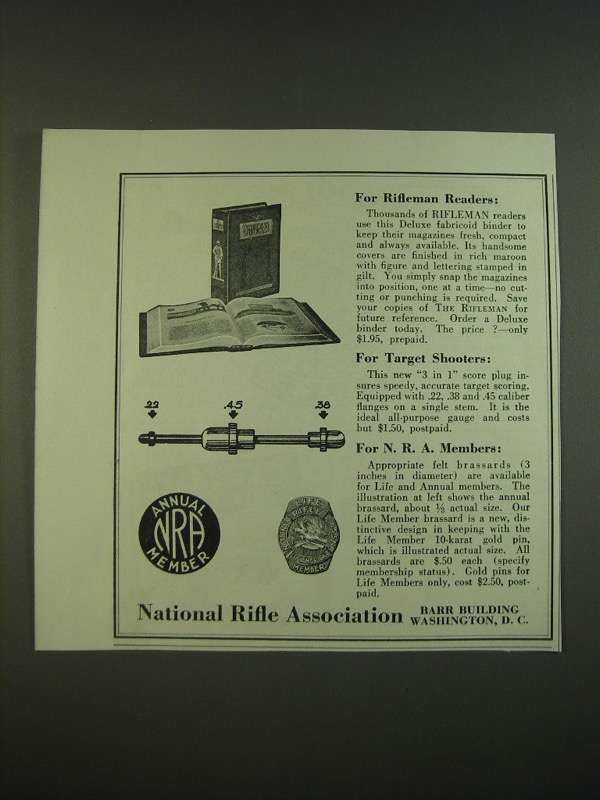 For Rifleman Readers:
Thousands of RIFLEMAN readers
use this Deluxe fabricoid binder to
keep their magazines fresh, compact
and always available. Its handsome
covers are finished in rich maroon
with figure and lettering stamped in
gilt. You simply snap the magazines
into position, one at a time—no cut-
ting or punching is required. Save
your copies of THE RIFLEMAN for
future reference. Order a Deluxe
binder today. The price ?—only
$1.95, prepaid.
For Target Shooters:
This new "3 in 1" score plug in-
sures speedy, accurate target scoring.
Equipped with .22, .38 and .45 caliber
flanges on a single stem. It is the
ideal all-purpose gauge and costs
but $1.50, postpaid.
.22 .45 .38
For N. R. A. Members:
Appropriate felt brassards (3
inches in diameter) are available
for Life and Annual members. The
illustration at left shows the annual
brassard, about ½ actual size. Our
Life Member brassard is a new, dis-
tinctive design in keeping with the
Life Member 10-karat gold pin,
which is illustrated actual size. All
brassards are $.50 each (specify
membership status). Gold pins for
Life Members only, cost $2.50, post-
paid.
ANNUAL
NRA
MEMBER
LIFE
MEMBER
National Rifle Association
BARR BUILDING
WASHINGTON, D. C.